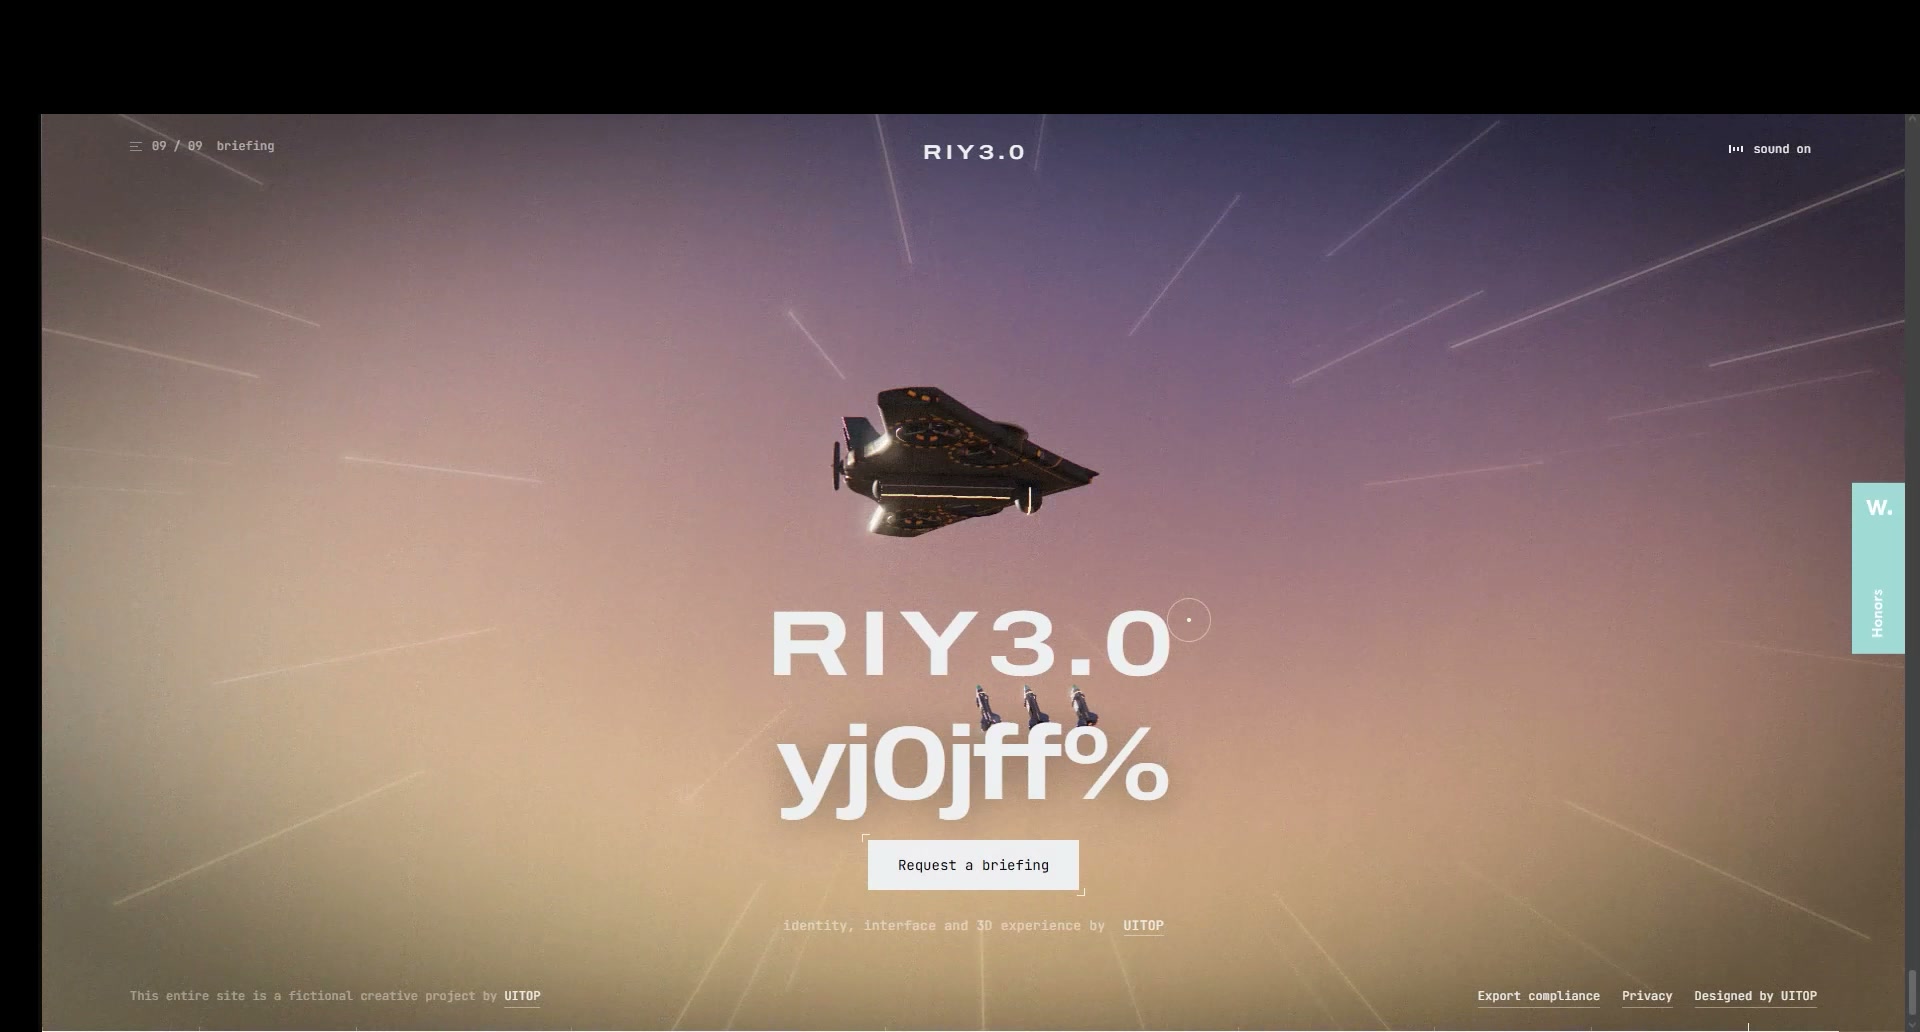 09 / 09 briefing
RIY3.0
sound on
W.
Honors
RIY3.0
yj0jff%
Request a briefing
identity, interface and 3D experience by UITOP
This entire site is a fictional creative project by UITOP
Export compliance Privacy Designed by UITOP